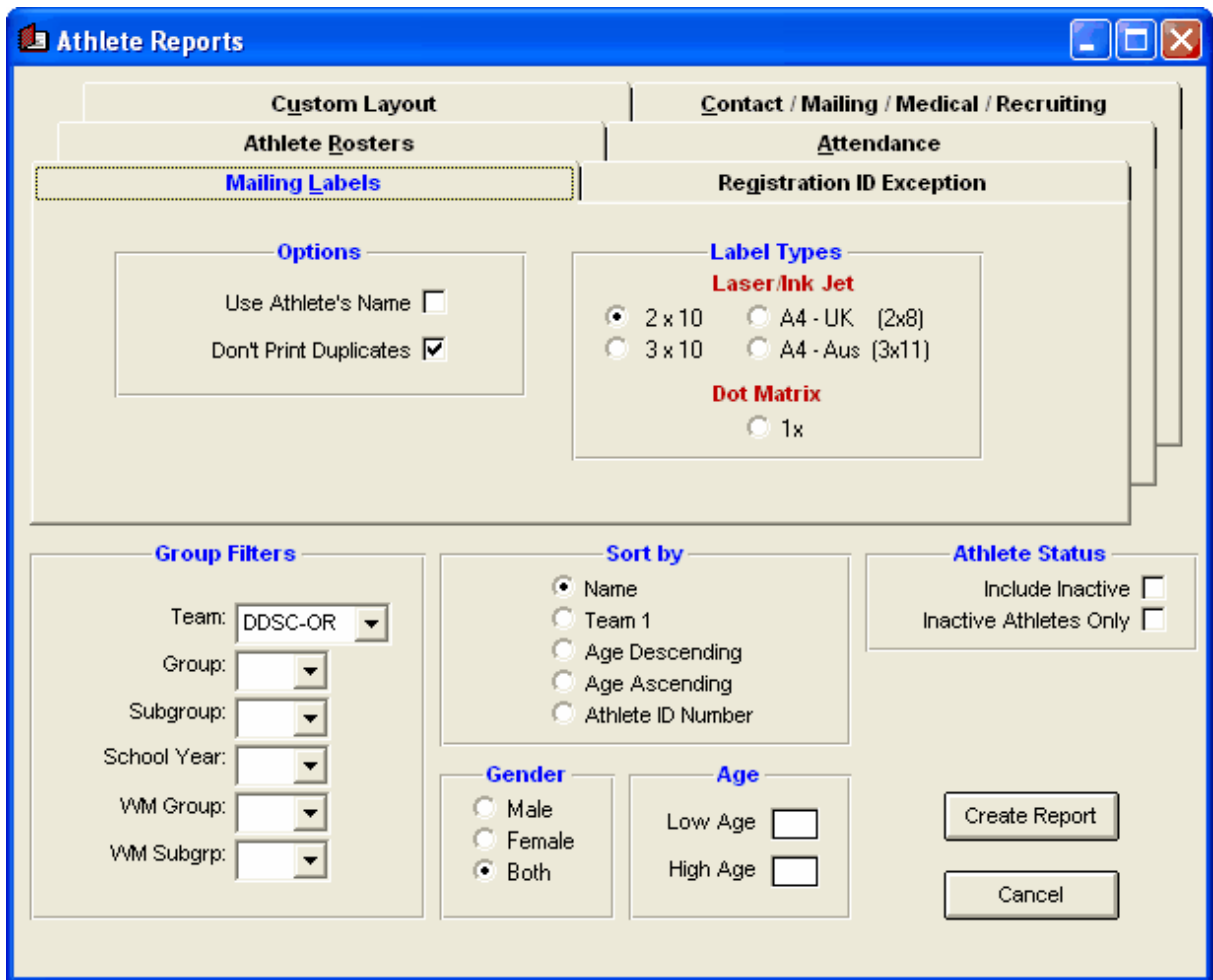 Athlete Reports
Custom Layout
Contact / Mailing / Medical / Recruiting
Athlete Rosters
Attendance
Mailing Labels
Registration ID Exception
Options
Use Athlete's Name
Don't Print Duplicates
Label Types
Laser/Ink Jet
2 x 10
A4 - UK (2x8)
3 x 10
A4 - Aus (3x11)
Dot Matrix
1x
Group Filters
Team: DDSC-OR
Group:
Subgroup:
School Year:
WM Group:
WM Subgrp:
Sort by
Name
Team 1
Age Descending
Age Ascending
Athlete ID Number
Athlete Status
Include Inactive
Inactive Athletes Only
Gender
Male
Female
Both
Age
Low Age
High Age
Create Report
Cancel